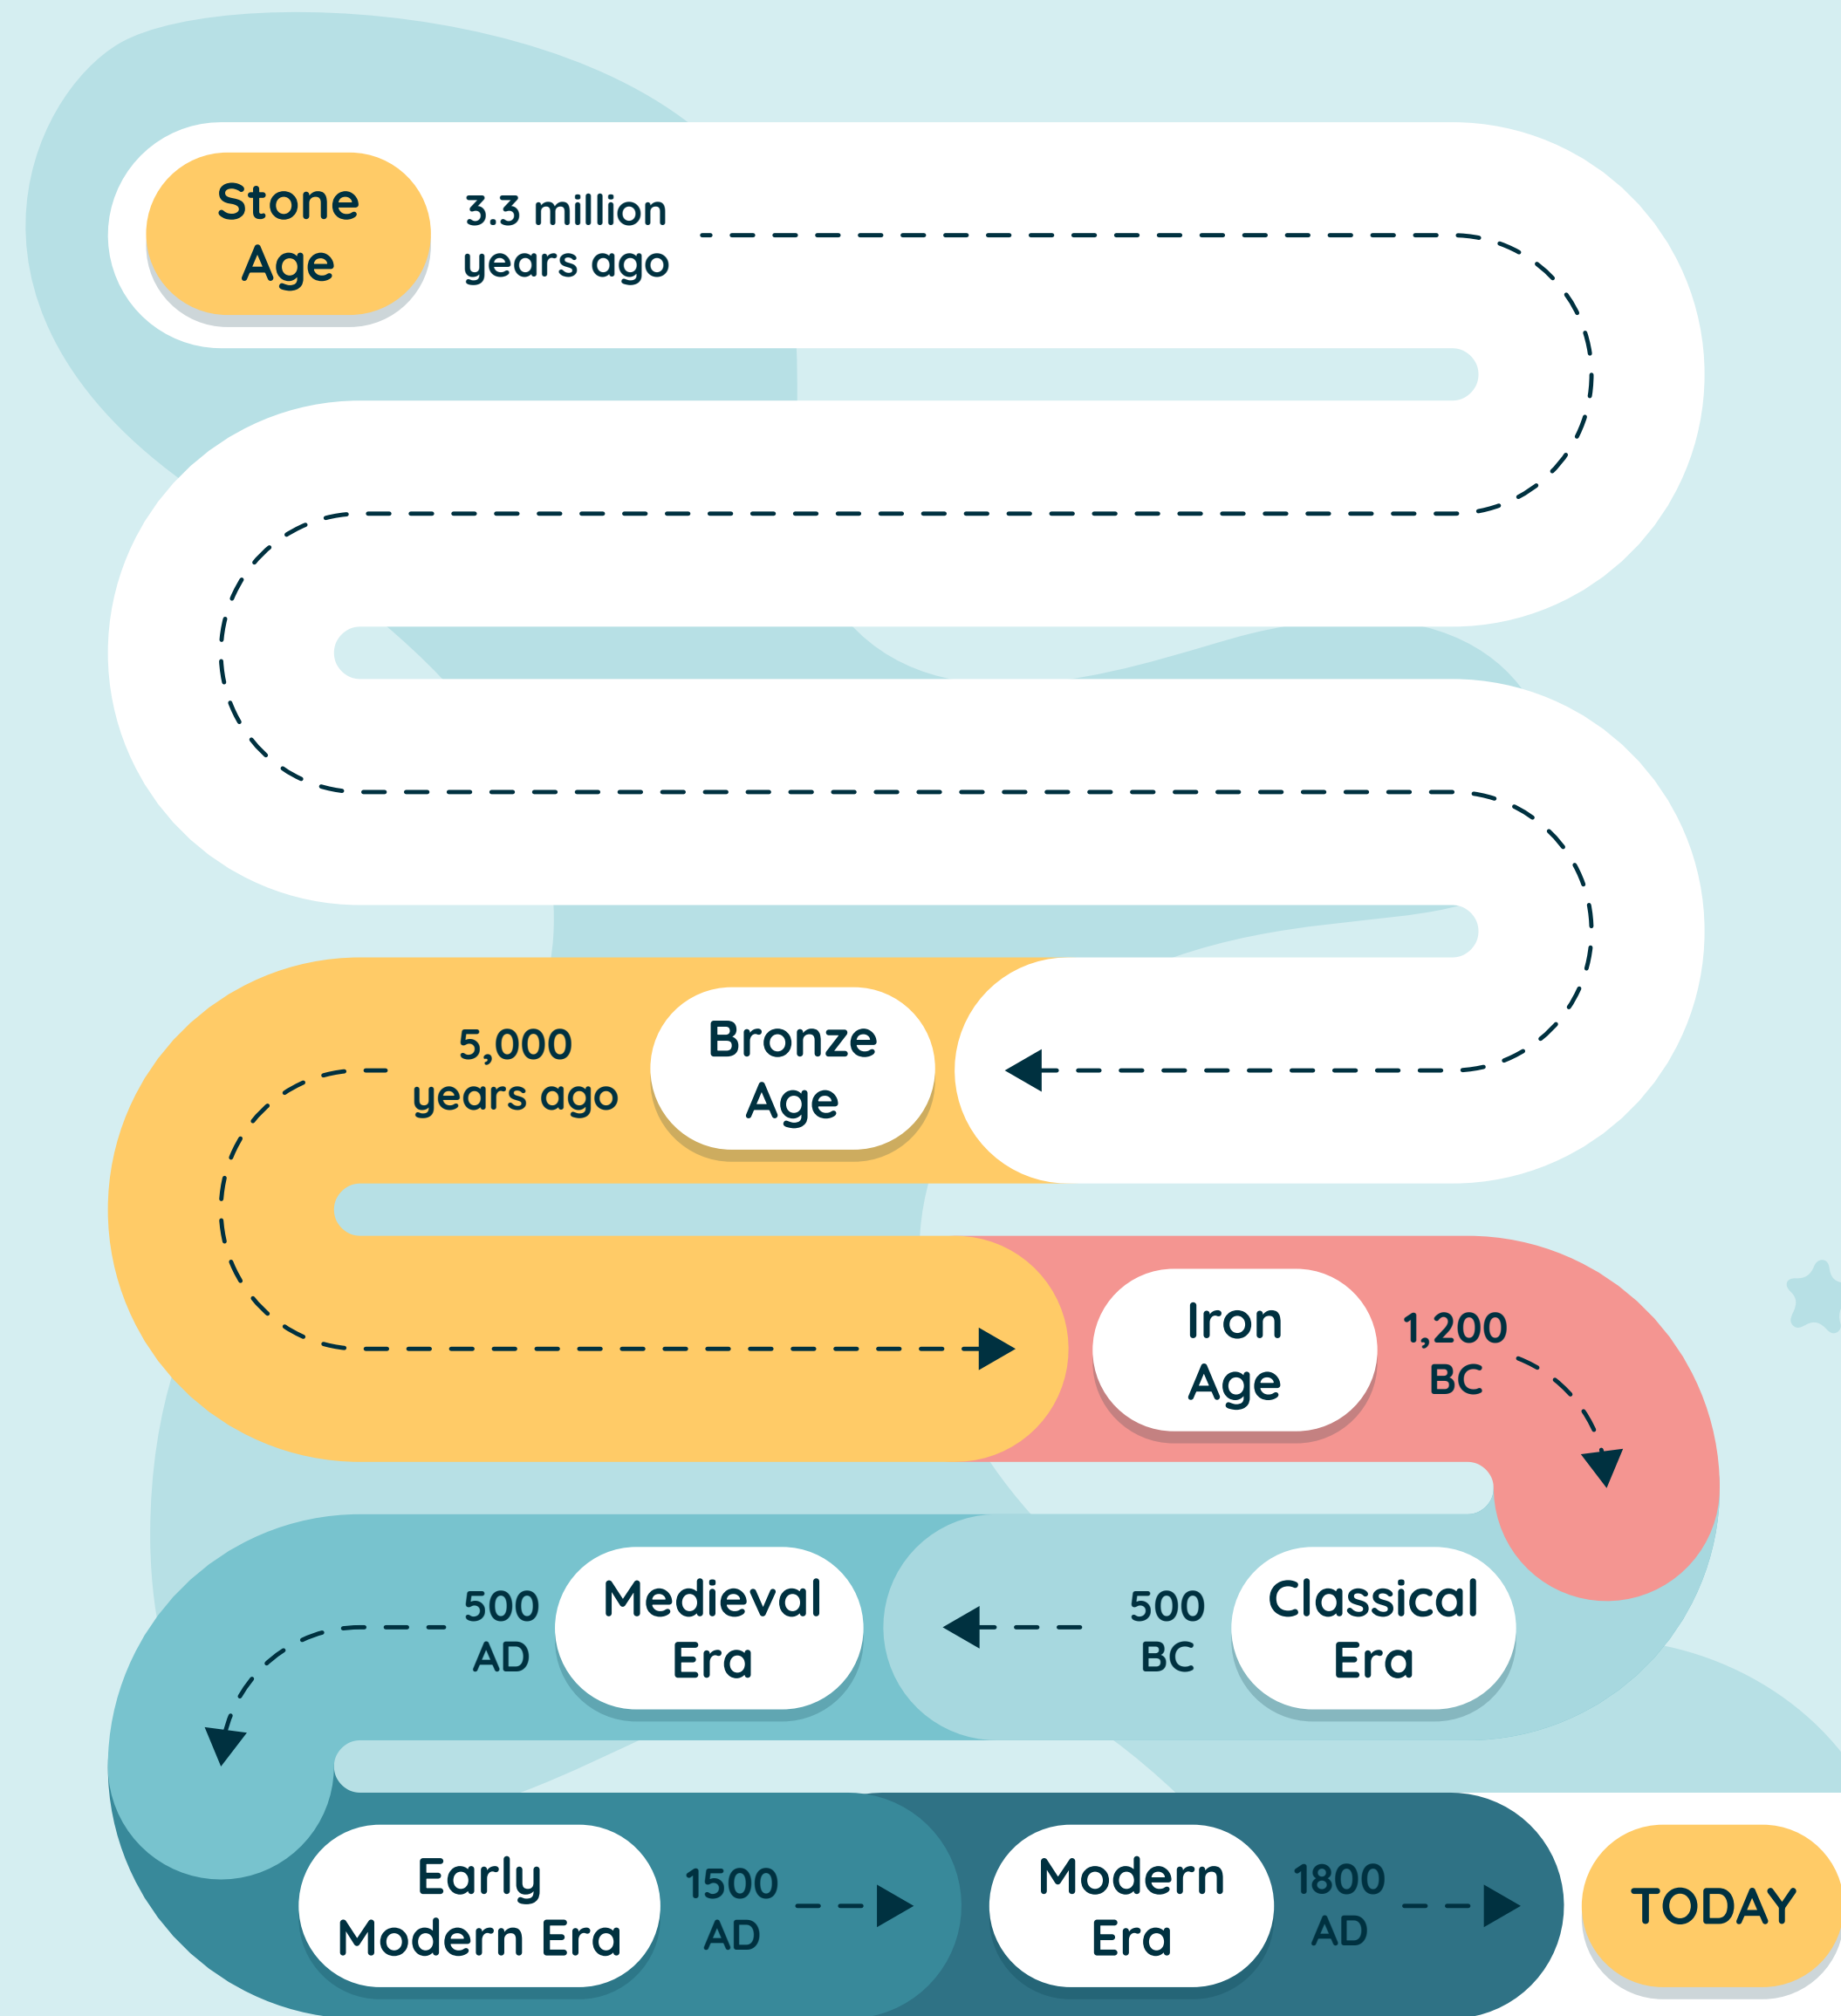 Stone
Age
3.3 million
years ago
Bronze
Age
5,000
years ago
Iron
Age
1,200
BC
Classical
Era
500
BC
Medieval
Era
500
AD
Early
Modern Era
1500
AD
Modern
Era
1800
AD
TODAY